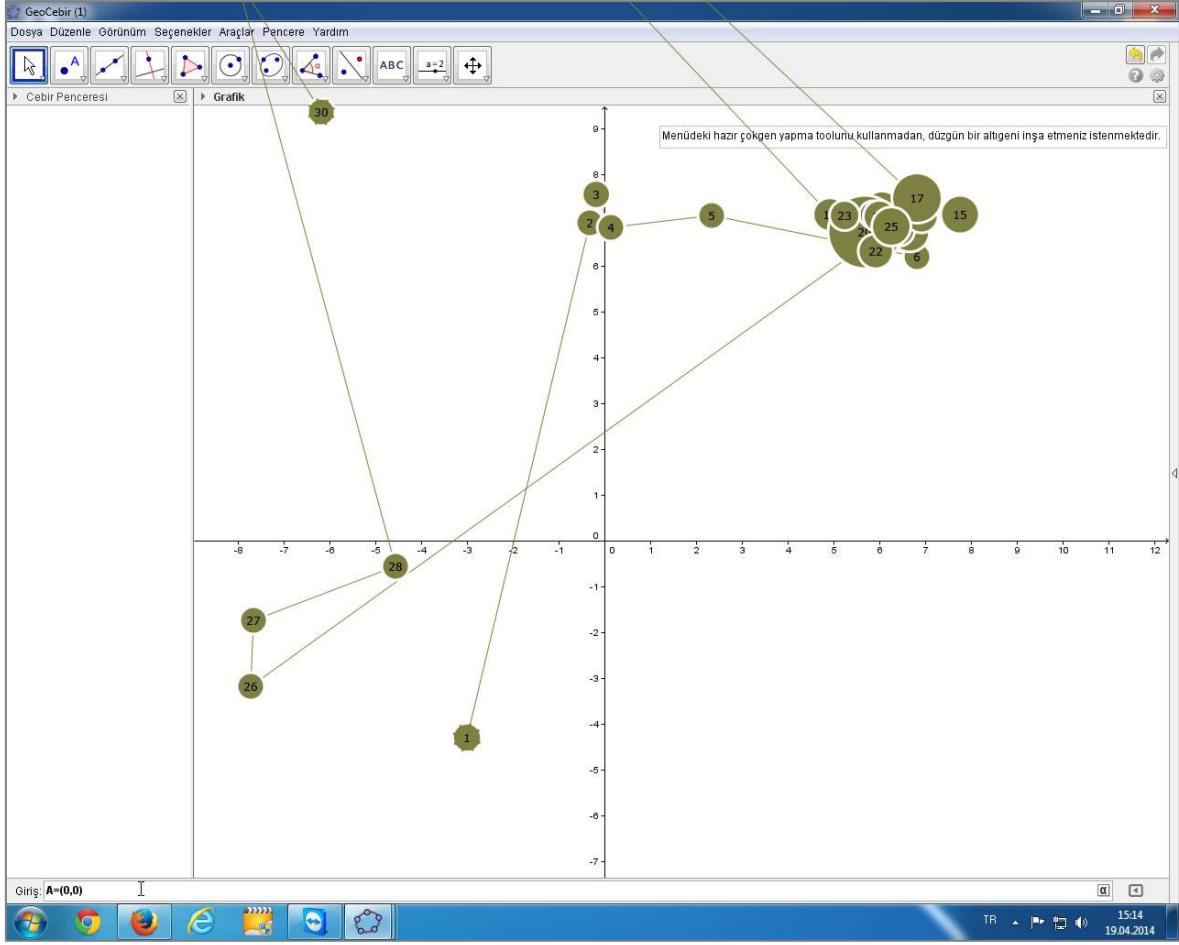 GeoCebir (1)
Dosya Düzenle Görünüm Seçenekler Araçlar Pencere Yardım
A
α
ABC
a=2
Cebir Penceresi
Grafik
Menüdeki hazır çokgen yapma toolunu kullanmadan, düzgün bir altıgeni inşa etmeniz istenmektedir.
30
3
2
4
5
23
17
15
25
22
6
28
27
26
1
9
8
6
5
4
3
2
1
0
-1
-2
-3
-4
-5
-6
-7
-8 -7 -6 -5 -4 -3 -2 -1 0 1 2 3 4 5 6 7 8 9 10 11 12
Giriş: A=(0,0)
α
TR
15:14
19.04.2014